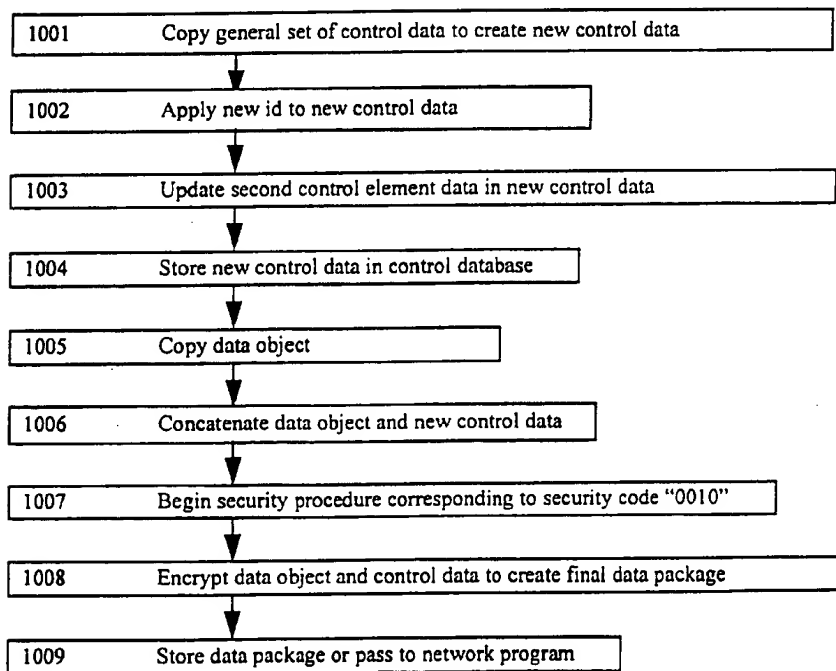 1001 Copy general set of control data to create new control data
1002 Apply new id to new control data
1003 Update second control element data in new control data
1004 Store new control data in control database
1005 Copy data object
1006 Concatenate data object and new control data
1007 Begin security procedure corresponding to security code “0010”
1008 Encrypt data object and control data to create final data package
1009 Store data package or pass to network program